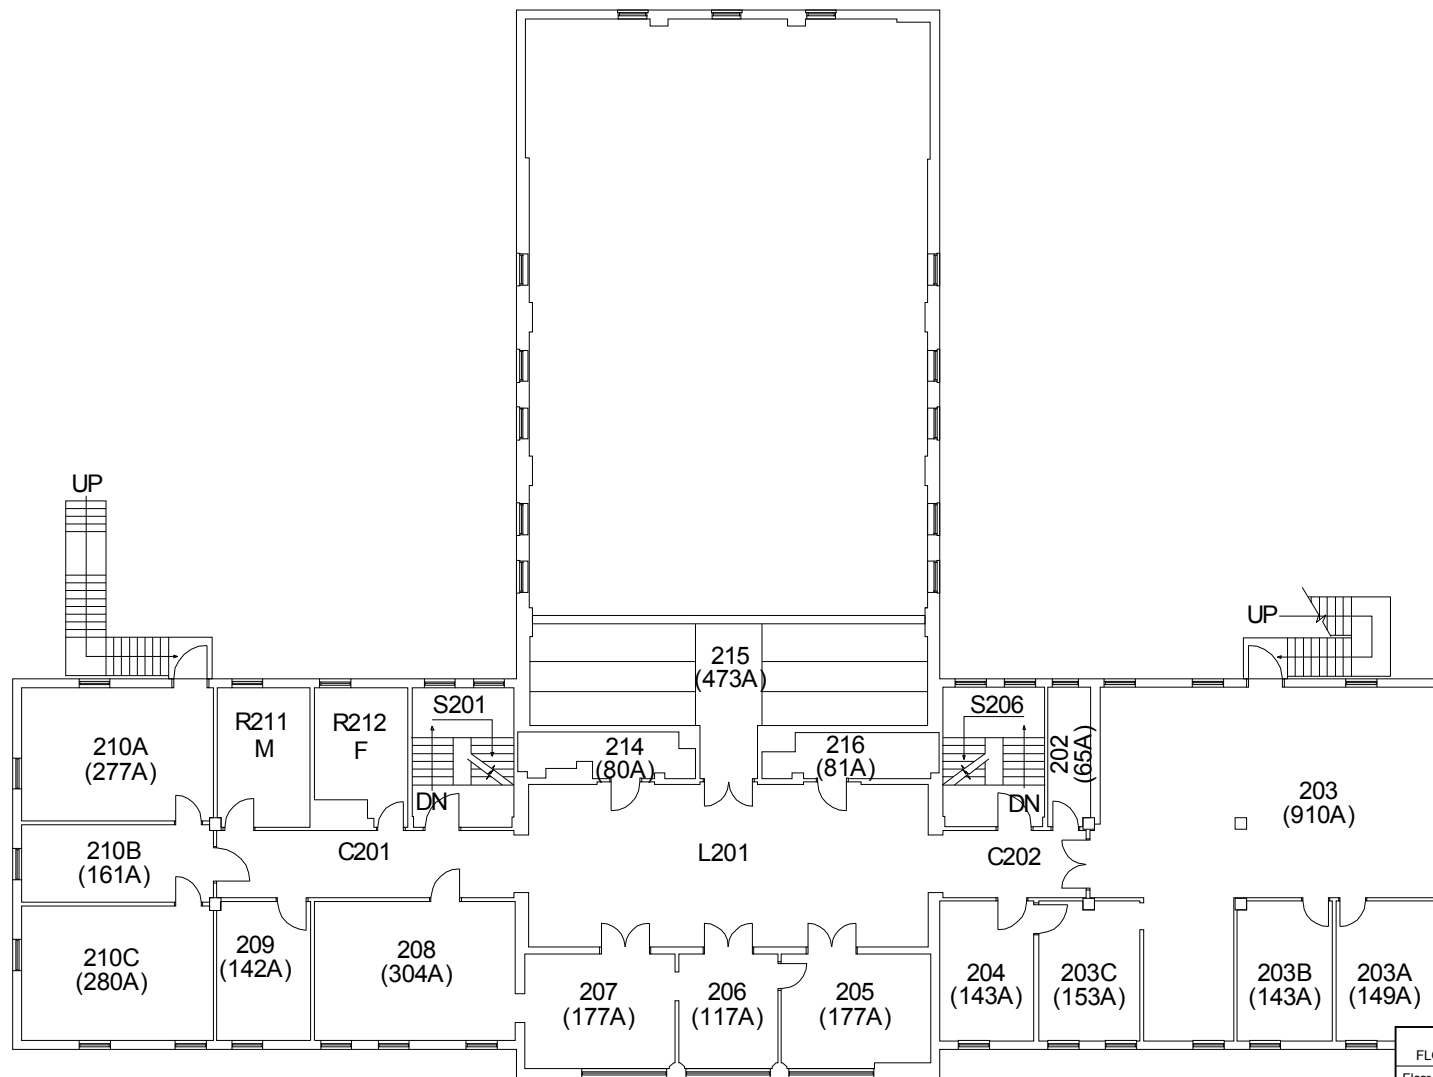 UP
UP
215
(473A)
S201
S206
R211
M
R212
F
210A
(277A)
214
(80A)
216
(81A)
202
(65A)
203
(910A)
DN
DN
210B
(161A)
C201
L201
C202
210C
(280A)
209
(142A)
208
(304A)
207
(177A)
206
(117A)
205
(177A)
204
(143A)
203C
(153A)
203B
(143A)
203A
(149A)